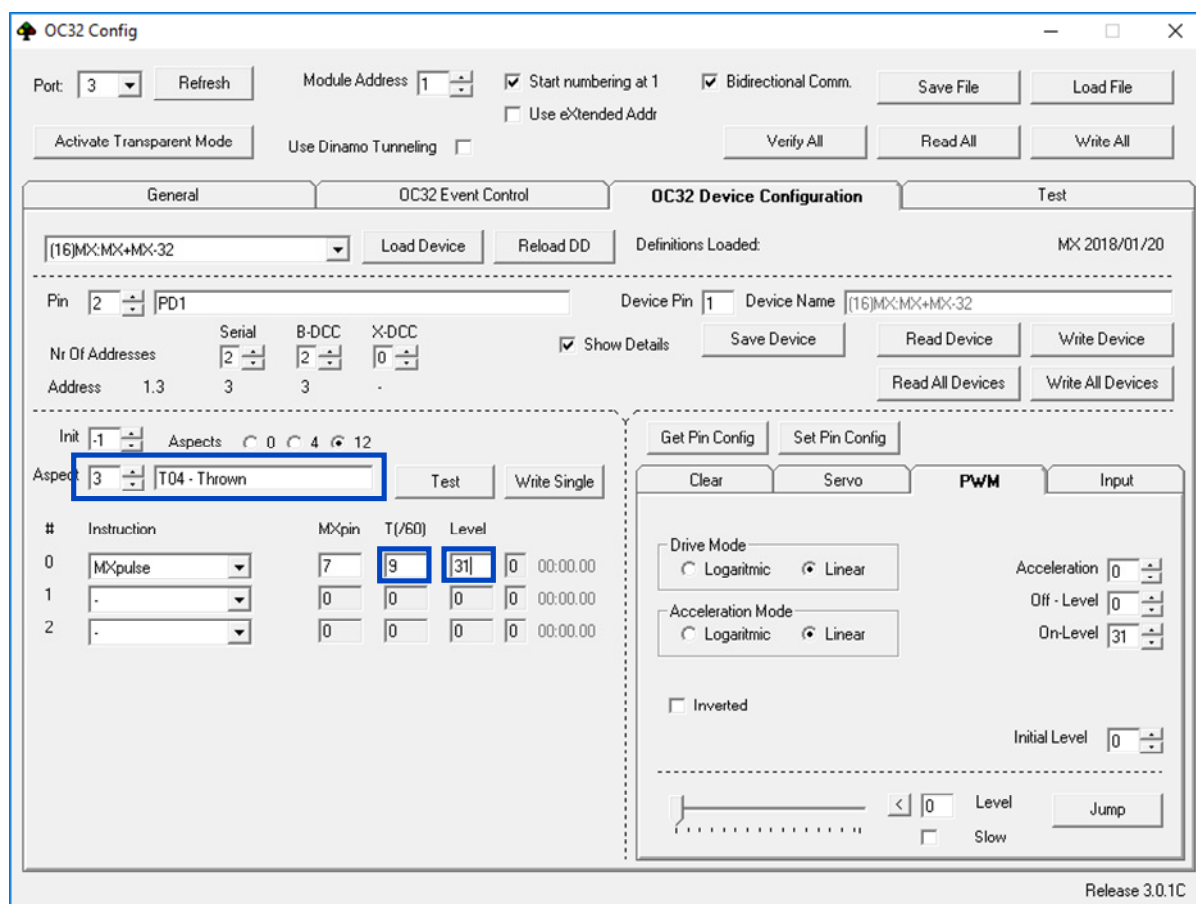 OC32 Config
Port: 3 Refresh Module Address 1 Start numbering at 1 Bidirectional Comm. Save File Load File
Use eXtended Addr
Activate Transparent Mode Use Dinamo Tunneling Verify All Read All Write All
General OC32 Event Control OC32 Device Configuration Test
(16)MX:MX+MX-32 Load Device Reload DD Definitions Loaded: MX 2018/01/20
Pin 2 PD1 Device Pin 1 Device Name (16)MX:MX+MX-32
Serial B-DCC X-DCC
Nr Of Addresses 2 2 0 Show Details Save Device Read Device Write Device
Address 1.3 3 3 - Read All Devices Write All Devices
Init -1 Aspects 0 4 12 Get Pin Config Set Pin Config
Aspect 3 T04 - Thrown Test Write Single
Clear Servo PWM Input
# Instruction MXpin T(/60) Level
0 MXpulse 7 9 31 0 00:00.00
1 - 0 0 0 0 00:00.00
2 - 0 0 0 0 00:00.00
Drive Mode
Logaritmic Linear
Acceleration Mode
Logaritmic Linear
Acceleration 0
Off - Level 0
On-Level 31
Inverted
Initial Level 0
< 0 Level Jump
Slow
Release 3.0.1C